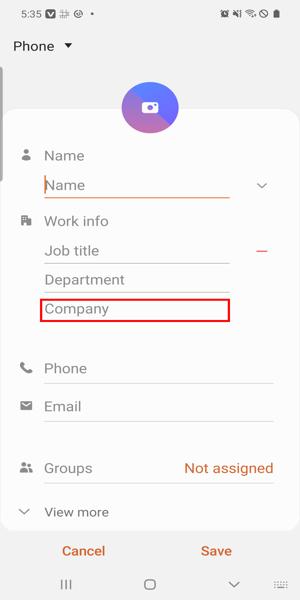 5:35
Phone
Name
Name
Work info
Job title
Department
Company
Phone
Email
Groups Not assigned
View more
Cancel Save